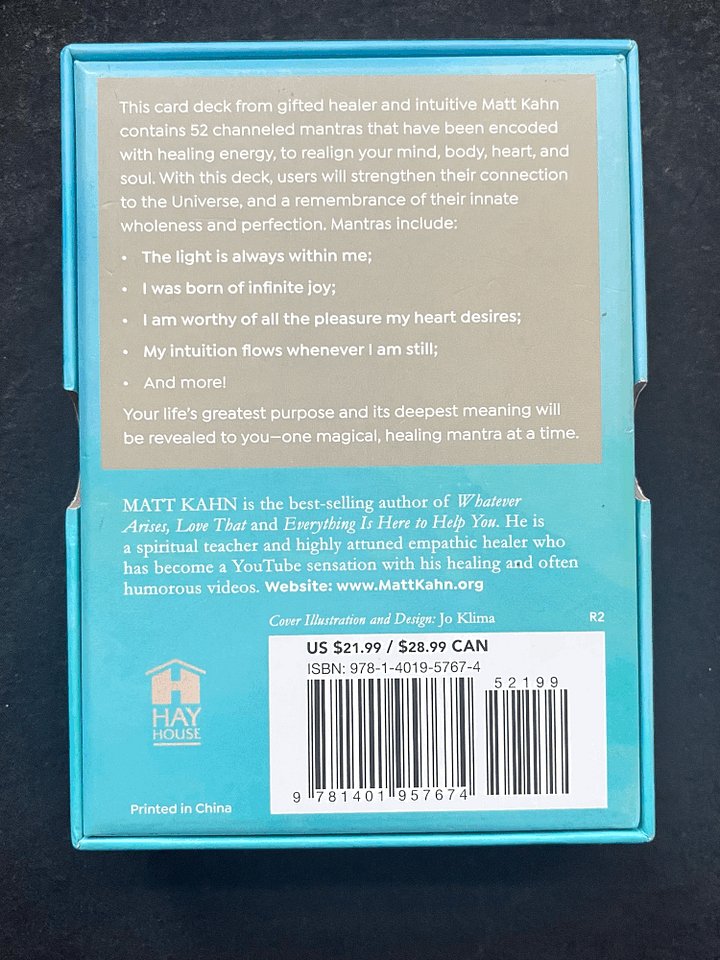 This card deck from gifted healer and intuitive Matt Kahn
contains 52 channeled mantras that have been encoded
with healing energy, to realign your mind, body, heart, and
soul. With this deck, users will strengthen their connection
to the Universe, and a remembrance of their innate
wholeness and perfection. Mantras include:
• The light is always within me;
• I was born of infinite joy;
• I am worthy of all the pleasure my heart desires;
• My intuition flows whenever I am still;
• And more!
Your life's greatest purpose and its deepest meaning will
be revealed to you—one magical, healing mantra at a time.
MATT KAHN is the best-selling author of Whatever
Arises, Love That and Everything Is Here to Help You. He is
a spiritual teacher and highly attuned empathic healer who
has become a YouTube sensation with his healing and often
humorous videos. Website: www.MattKahn.org
Cover Illustration and Design: Jo Klima
R2
US $21.99 / $28.99 CAN
ISBN: 978-1-4019-5767-4
52199
9 781401 957674
HAY
HOUSE
Printed in China